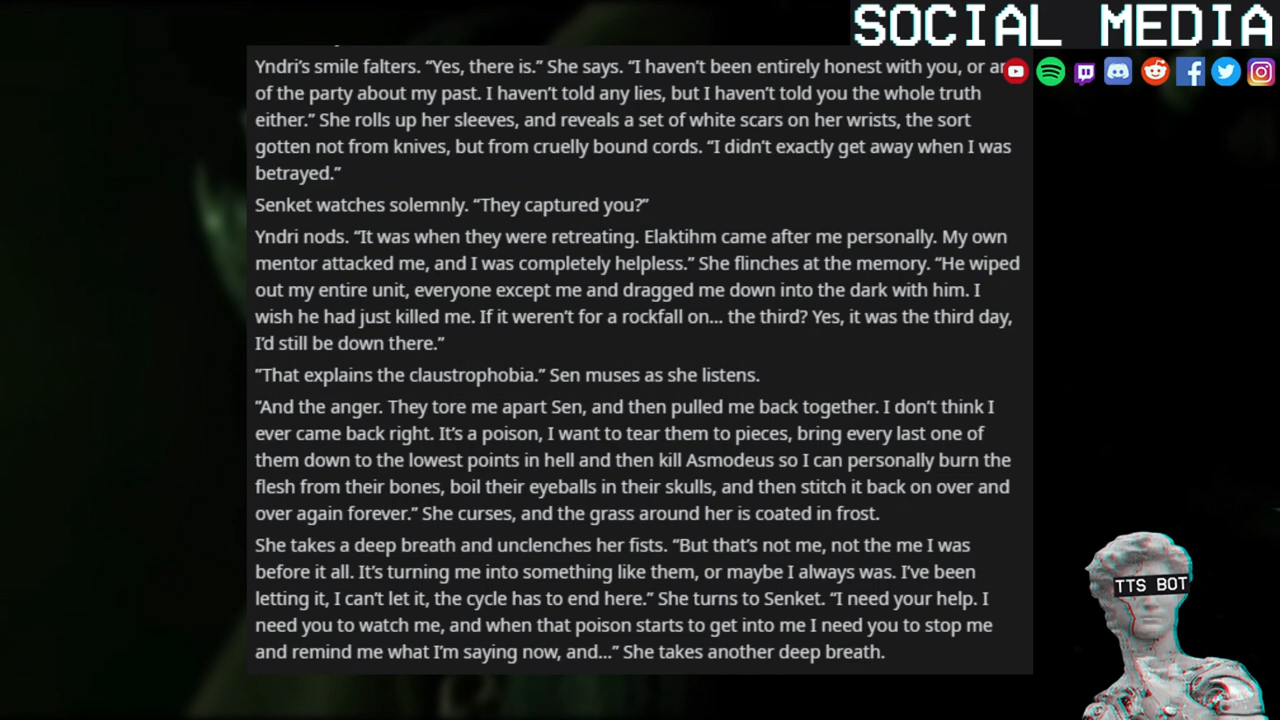 SOCIAL MEDIA
Yndri’s smile falters. “Yes, there is.” She says. “I haven’t been entirely honest with you, or
of the party about my past. I haven’t told any lies, but I haven’t told you the whole truth
either.” She rolls up her sleeves, and reveals a set of white scars on her wrists, the sort
gotten not from knives, but from cruelly bound cords. “I didn’t exactly get away when I was
betrayed.”
Senket watches solemnly. “They captured you?”
Yndri nods. “It was when they were retreating. Elaktihm came after me personally. My own
mentor attacked me, and I was completely helpless.” She flinches at the memory. “He wiped
out my entire unit, everyone except me and dragged me down into the dark with him. I
wish he had just killed me. If it weren’t for a rockfall on... the third? Yes, it was the third day,
I’d still be down there.”
“That explains the claustrophobia.” Sen muses as she listens.
“And the anger. They tore me apart Sen, and then pulled me back together. I don’t think I
ever came back right. It’s a poison, I want to tear them to pieces, bring every last one of
them down to the lowest points in hell and then kill Asmodeus so I can personally burn the
flesh from their bones, boil their eyeballs in their skulls, and then stitch it back on over and
over again forever.” She curses, and the grass around her is coated in frost.
She takes a deep breath and unclenches her fists. “But that’s not me, not the me I was
before it all. It’s turning me into something like them, or maybe I always was. I’ve been
letting it, I can’t let it, the cycle has to end here.” She turns to Senket. “I need your help. I
need you to watch me, and when that poison starts to get into me I need you to stop me
and remind me what I’m saying now, and...” She takes another deep breath.
TTS BOT